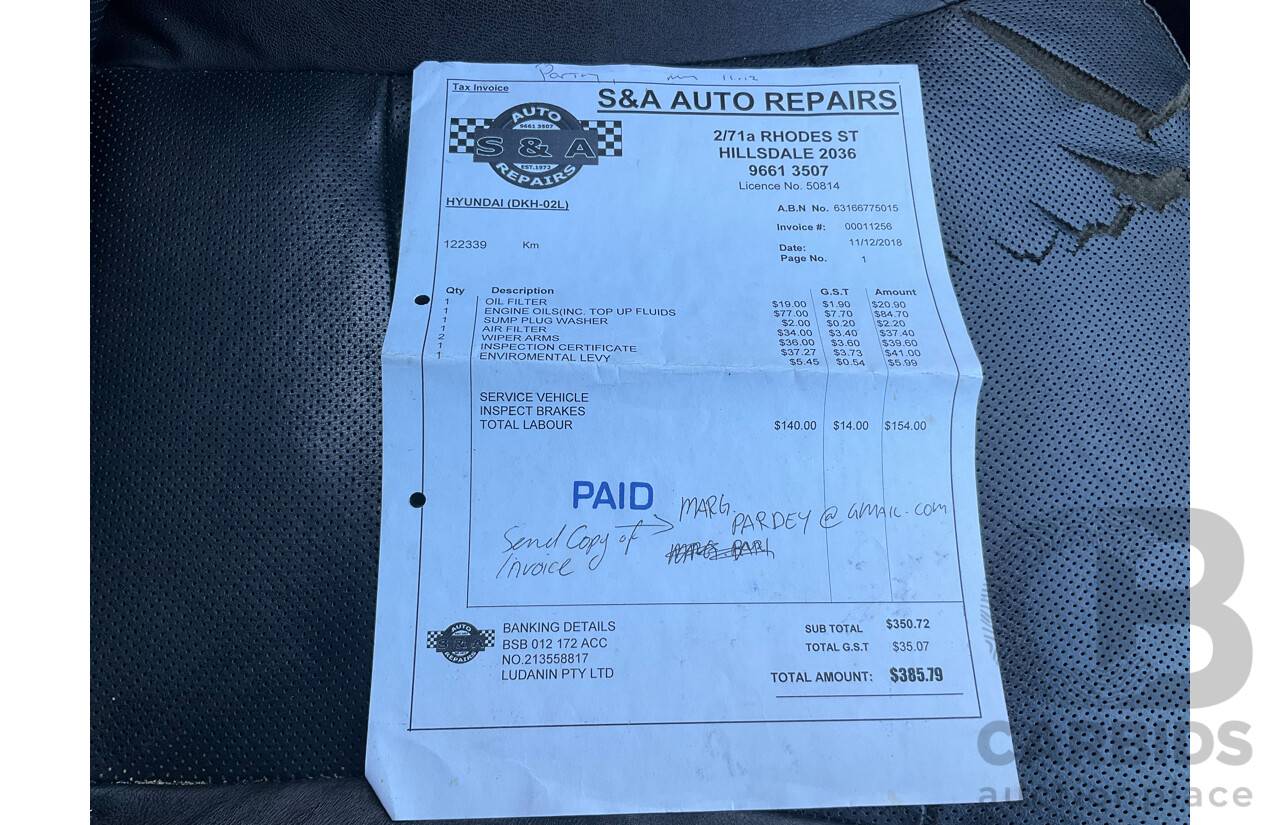 11.12
Tax Invoice
S&A AUTO REPAIRS
AUTO
9661 3507
S & A
EST.1973
REPAIRS
2/71a RHODES ST
HILLSDALE 2036
9661 3507
Licence No. 50814
HYUNDAI (DKH-02L)
A.B.N No. 63166775015
Invoice #: 00011256
122339 Km
Date: 11/12/2018
Page No. 1
Qty Description G.S.T Amount
1 OIL FILTER $19.00 $1.90 $20.90
1 ENGINE OILS(INC. TOP UP FLUIDS $77.00 $7.70 $84.70
1 SUMP PLUG WASHER $2.00 $0.20 $2.20
1 AIR FILTER $34.00 $3.40 $37.40
2 WIPER ARMS $36.00 $3.60 $39.60
1 INSPECTION CERTIFICATE $37.27 $3.73 $41.00
1 ENVIROMENTAL LEVY $5.45 $0.54 $5.99
SERVICE VEHICLE
INSPECT BRAKES
TOTAL LABOUR $140.00 $14.00 $154.00
PAID
Send Copy of Invoice → MARG.
PARDEY@GMAIL.COM
AUTO
S & A
REPAIRS
BANKING DETAILS
BSB 012 172 ACC
NO.213558817
LUDANIN PTY LTD
SUB TOTAL $350.72
TOTAL G.S.T $35.07
TOTAL AMOUNT: $385.79